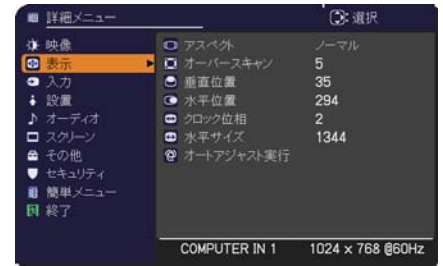 詳細メニュー
選択
映像
表示
入力
設置
オーディオ
スクリーン
その他
セキュリティ
簡単メニュー
終了
アスペクト ノーマル
オーバースキャン 5
垂直位置 35
水平位置 294
クロック位相 2
水平サイズ 1344
オートアジャスト実行
COMPUTER IN 1 1024 × 768 @60Hz